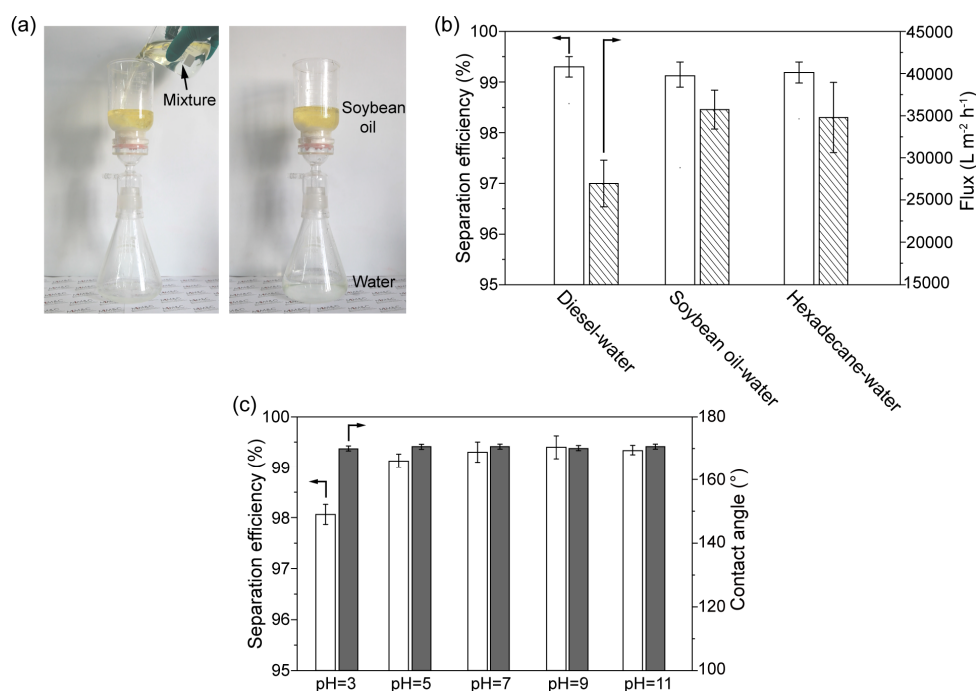 (a)
Mixture
Soybean
oil
Water
(b)
Separation efficiency (%)
100
99
98
97
96
95
45000
40000
35000
30000
25000
20000
15000
Flux (L m-2 h-1)
Diesel-water
Soybean oil-water
Hexadecane-water
(c)
Separation efficiency (%)
100
99
98
97
96
95
180
160
140
120
100
Contact angle (°)
pH=3 pH=5 pH=7 pH=9 pH=11